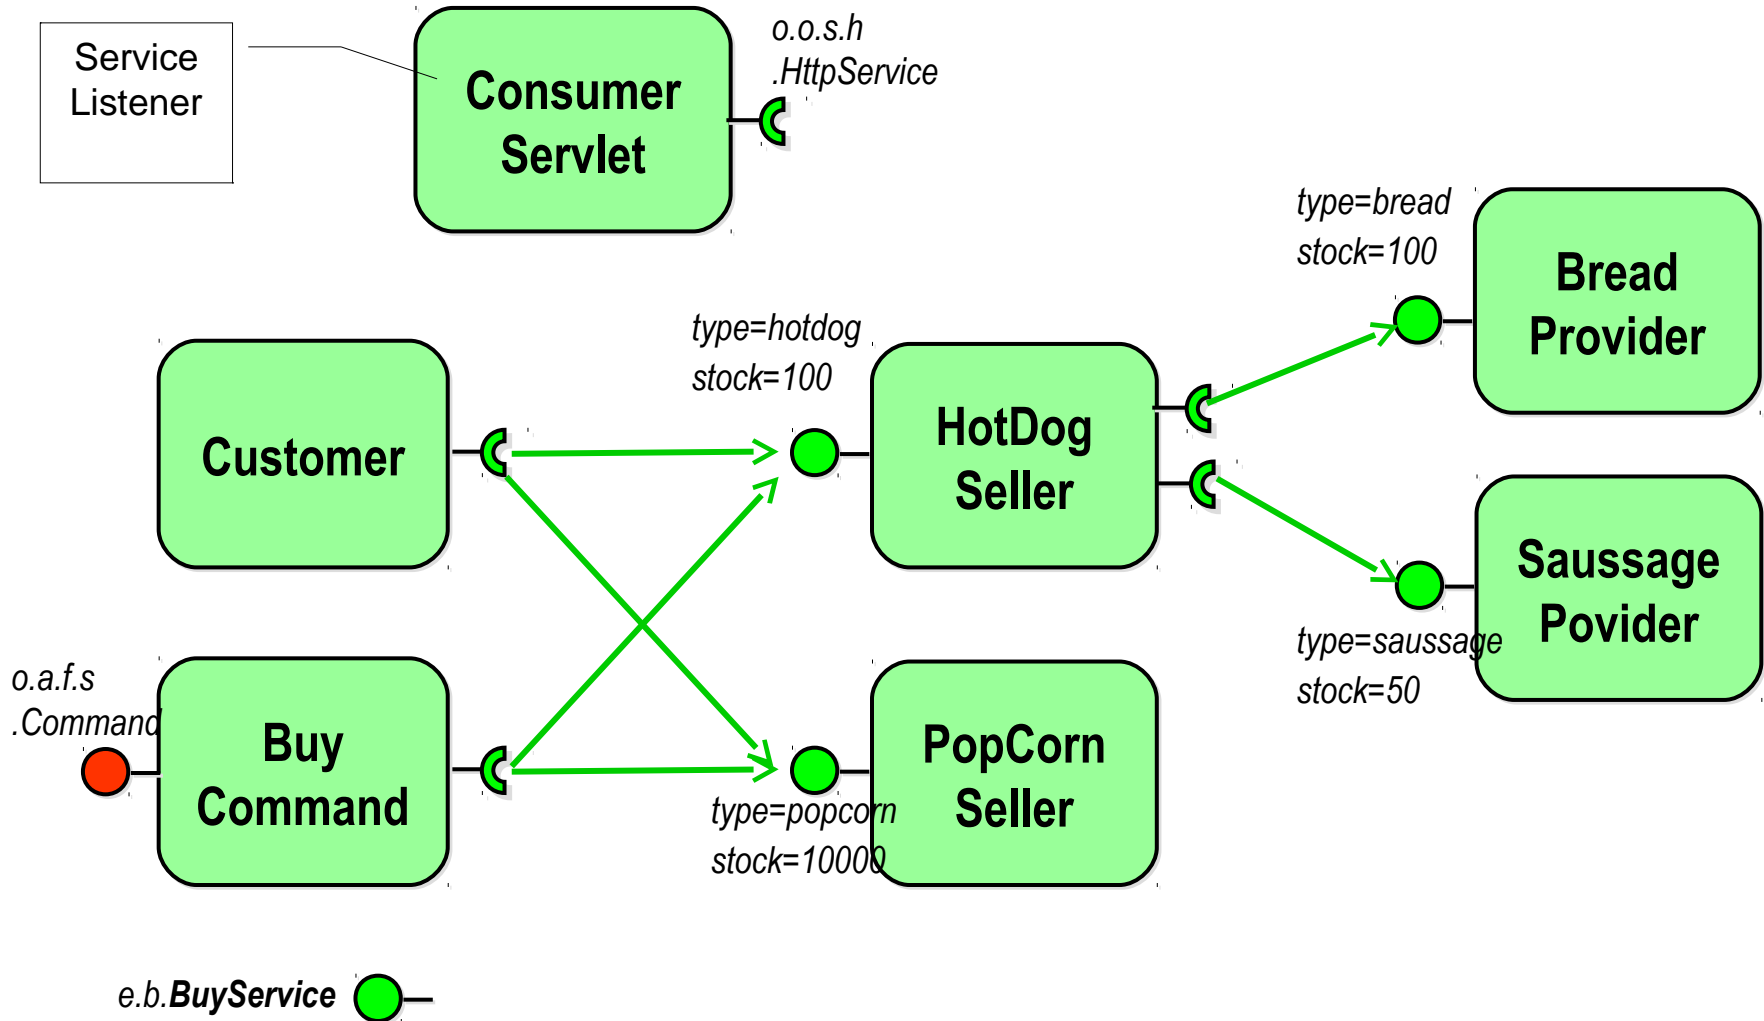 Service
Listener
Consumer
Servlet
o.o.s.h
.HttpService
type=bread
stock=100
Bread
Provider
type=hotdog
stock=100
Customer
HotDog
Seller
Saussage
Povider
type=saussage
stock=50
o.a.f.s
.Command
Buy
Command
PopCorn
Seller
type=popcorn
stock=10000
e.b.BuyService